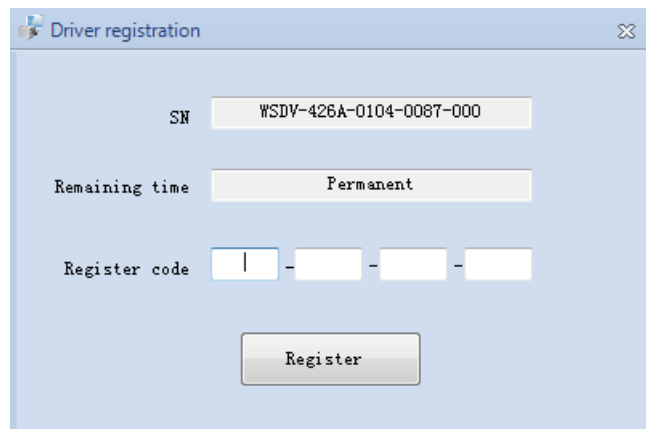 Driver registration
SN WSDV-426A-0104-0087-000
Remaining time Permanent
Register code - - -
Register